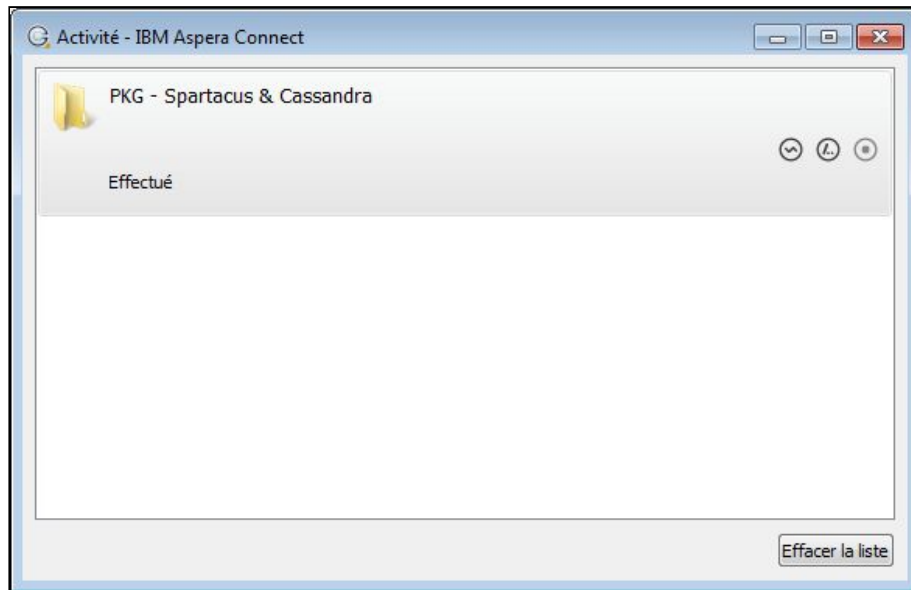 Activité - IBM Aspera Connect
PKG - Spartacus & Cassandra
Effectué
Effacer la liste